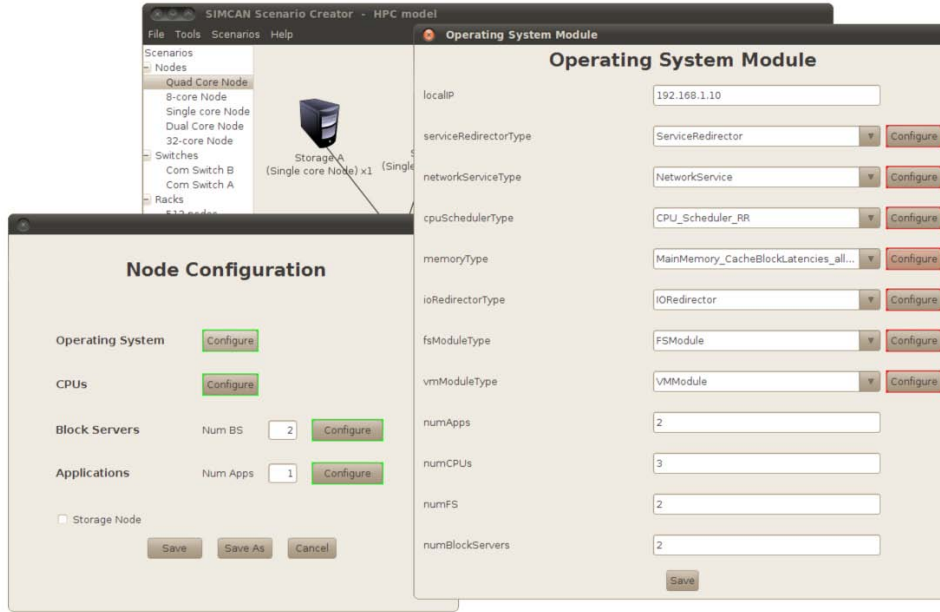 SIMCAN Scenario Creator - HPC model
File Tools Scenarios Help
Scenarios
Nodes
Quad Core Node
8-core Node
Single core Node
Dual Core Node
32-core Node
Switches
Com Switch B
Com Switch A
Racks
Storage A
(Single core Node) x1
(Single
Node Configuration
Operating System Configure
CPUs Configure
Block Servers Num BS 2 Configure
Applications Num Apps 1 Configure
Storage Node
Save Save As Cancel
Operating System Module
Operating System Module
localIP 192.168.1.10
serviceRedirectorType ServiceRedirector Configure
networkServiceType NetworkService Configure
cpuSchedulerType CPU_Scheduler_RR Configure
memoryType MainMemory_CacheBlockLatencies_all... Configure
ioRedirectorType IORedirector Configure
fsModuleType FSModule Configure
vmModuleType VMModule Configure
numApps 2
numCPUs 3
numFS 2
numBlockServers 2
Save